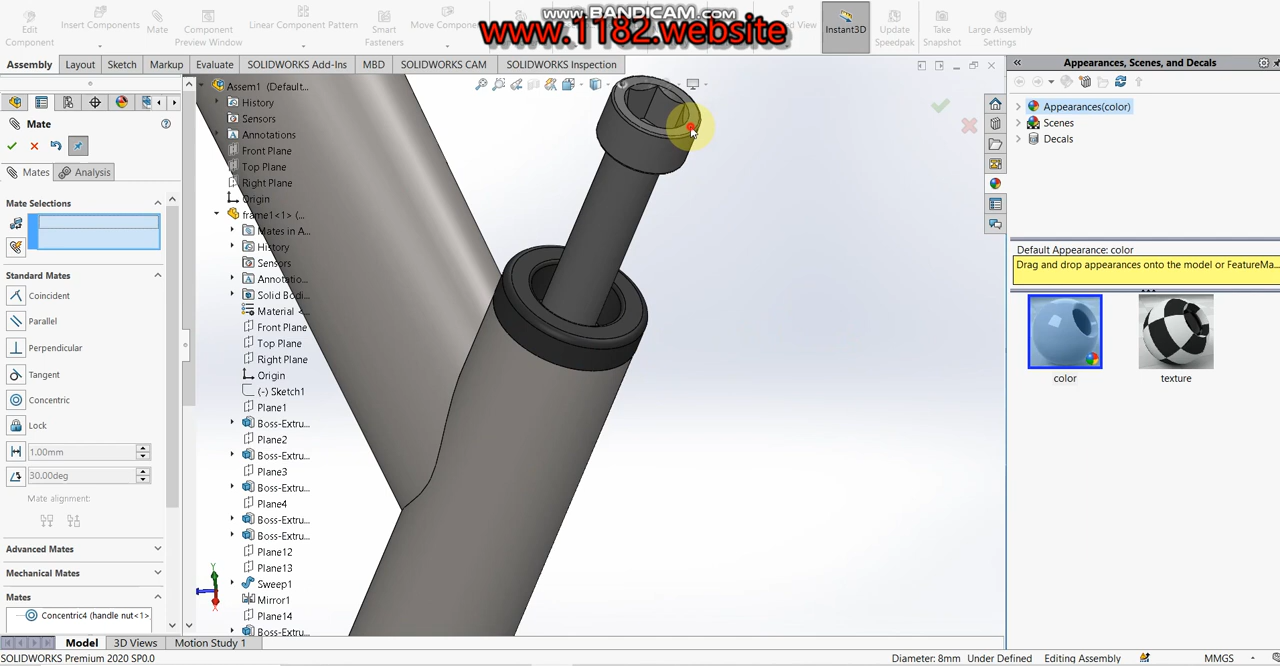 www.BANDICAM.com
www.1182.website
Edit Component
Insert Components
Mate
Component Preview Window
Linear Component Pattern
Smart Fasteners
Move Compone
d View
Instant3D
Update Speedpak
Take Snapshot
Large Assembly Settings
Assembly
Layout
Sketch
Markup
Evaluate
SOLIDWORKS Add-Ins
MBD
SOLIDWORKS CAM
SOLIDWORKS Inspection
Appearances, Scenes, and Decals
Mate
Mates
Analysis
Mate Selections
Standard Mates
Coincident
Parallel
Perpendicular
Tangent
Concentric
Lock
1.00mm
30.00deg
Mate alignment:
Advanced Mates
Mechanical Mates
Mates
Concentric4 (handle nut<1>
Assem1 (Default...
History
Sensors
Annotations
Front Plane
Top Plane
Right Plane
Origin
frame1<1> (...
Mates in A
History
Sensors
Annotatio...
Solid Bodi...
Material <
Front Plane
Top Plane
Right Plane
Origin
(-) Sketch1
Plane1
Boss-Extru...
Plane2
Boss-Extru...
Plane3
Boss-Extru...
Plane4
Boss-Extru...
Boss-Extru...
Plane12
Plane13
Sweep1
Mirror1
Plane14
Boss-Extru...
Appearances(color)
Scenes
Decals
Default Appearance: color
Drag and drop appearances onto the model or FeatureMa...
color
texture
Model
3D Views
Motion Study 1
SOLIDWORKS Premium 2020 SP0.0
Diameter: 8mm
Under Defined
Editing Assembly
MMGS